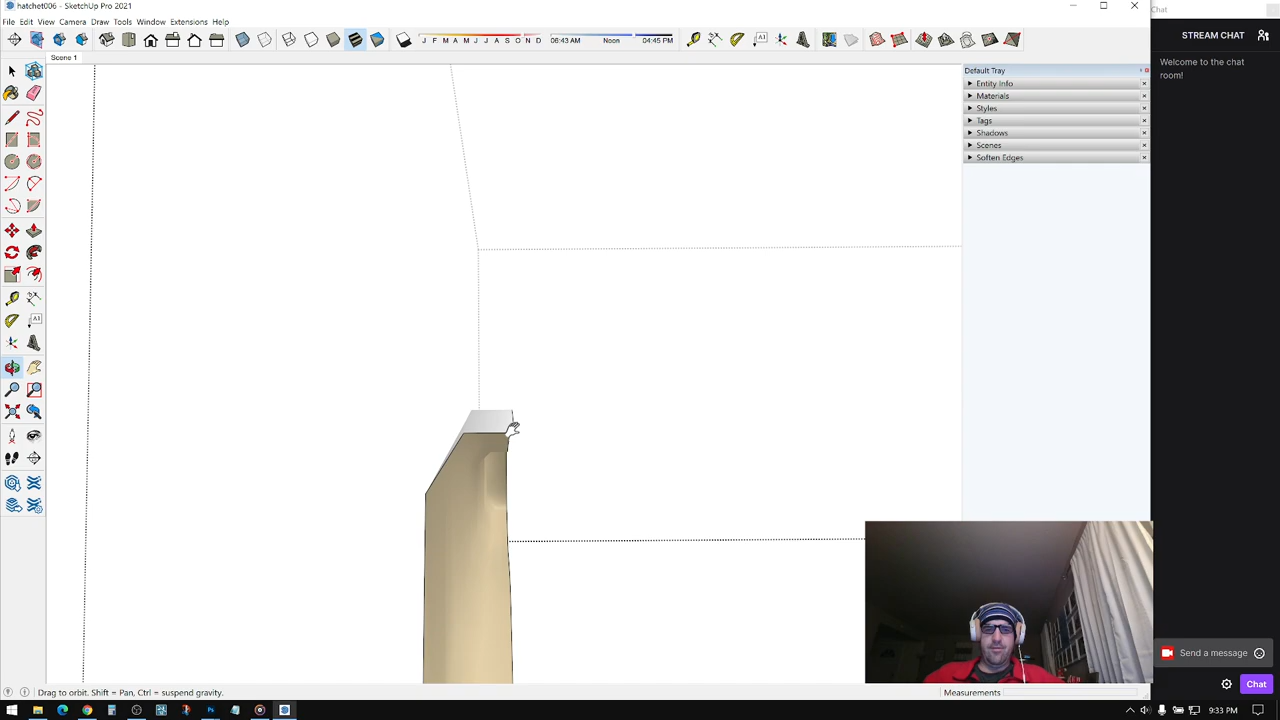 hatchet006 - SketchUp Pro 2021
Chat
File Edit View Camera Draw Tools Window Extensions Help
STREAM CHAT
J F M A M J J A S O N D 06:43 AM Noon 04:45 PM
Scene 1
Welcome to the chat
room!
Default Tray
Entity Info
Materials
Styles
Tags
Shadows
Scenes
Soften Edges
Send a message
Chat
Drag to orbit. Shift = Pan, Ctrl = suspend gravity.
Measurements
9:33 PM